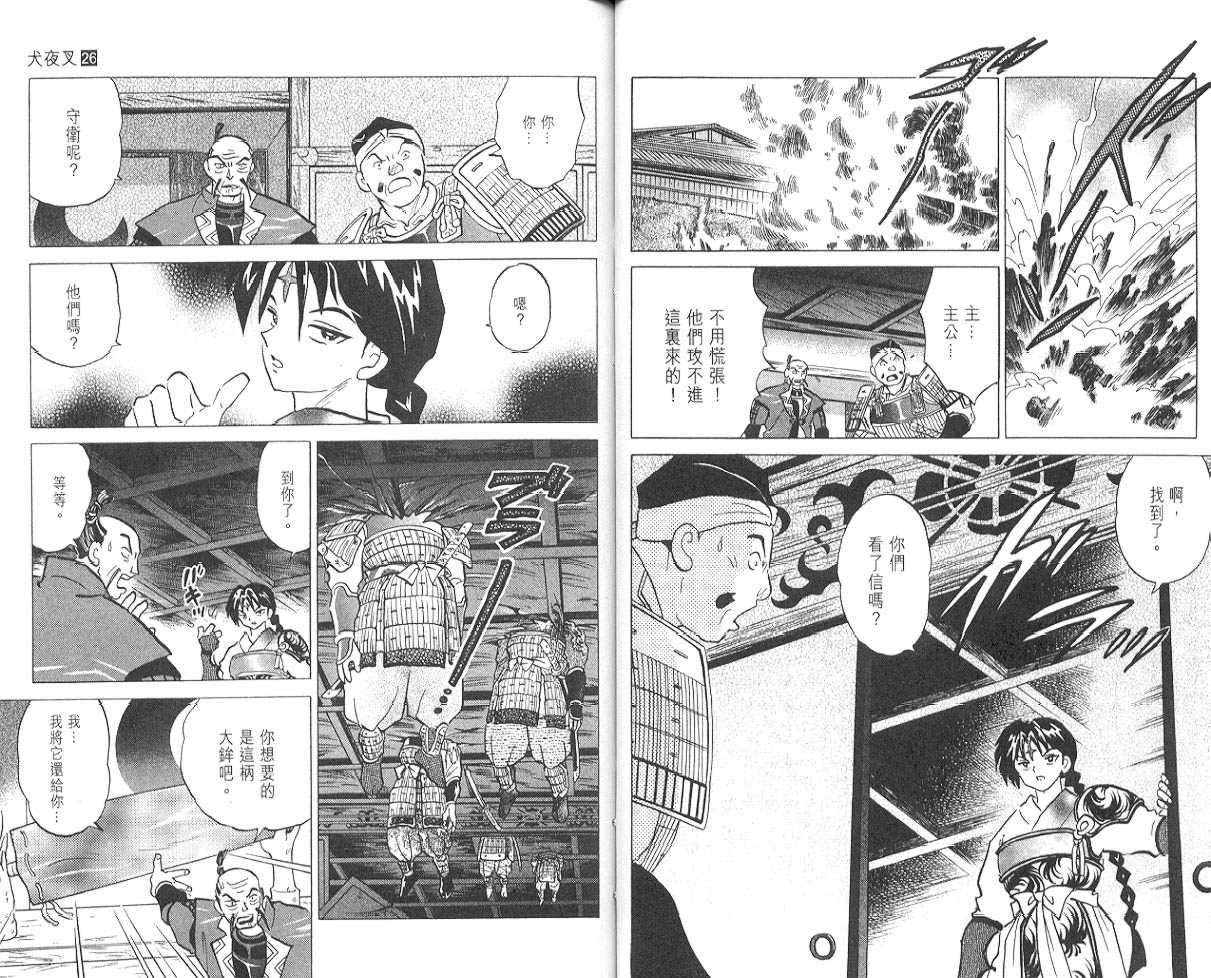 犬夜叉 26
主…
主公…
不用慌張！
他們攻不進
這裏來的！
啊，
找到了。
你們
看了信嗎？
你…
你…
守衛呢？
嗯？
他們嗎？
到你了。
等等。
你想要的
是這柄
大鉾吧。
我…
我將它還給你…